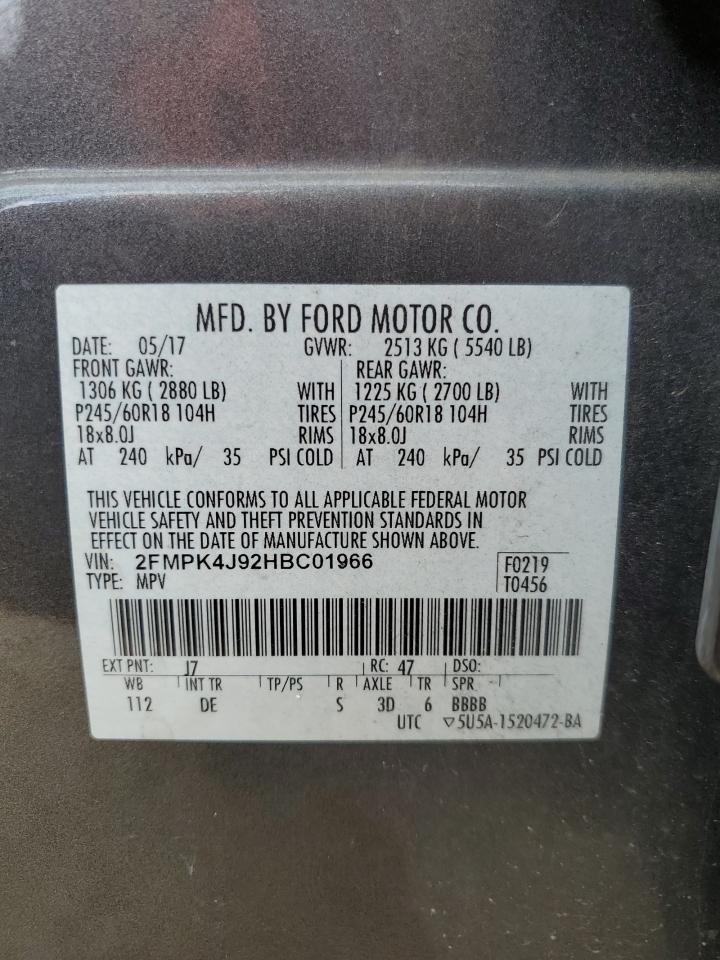 MFD. BY FORD MOTOR CO.
DATE: 05/17 GVWR: 2513 KG ( 5540 LB)
FRONT GAWR: REAR GAWR:
1306 KG ( 2880 LB) WITH 1225 KG ( 2700 LB) WITH
P245/60R18 104H TIRES P245/60R18 104H TIRES
18x8.0J RIMS 18x8.0J RIMS
AT 240 kPa/ 35 PSI COLD AT 240 kPa/ 35 PSI COLD
THIS VEHICLE CONFORMS TO ALL APPLICABLE FEDERAL MOTOR
VEHICLE SAFETY AND THEFT PREVENTION STANDARDS IN
EFFECT ON THE DATE OF MANUFACTURE SHOWN ABOVE.
VIN: 2FMPK4J92HBC01966 F0219
TYPE: MPV T0456
EXT PNT: J7 RC: 47 DSO:
WB INT TR TP/PS R AXLE TR SPR
112 DE S 3D 6 BBBB
UTC ▽5U5A-1520472-BA